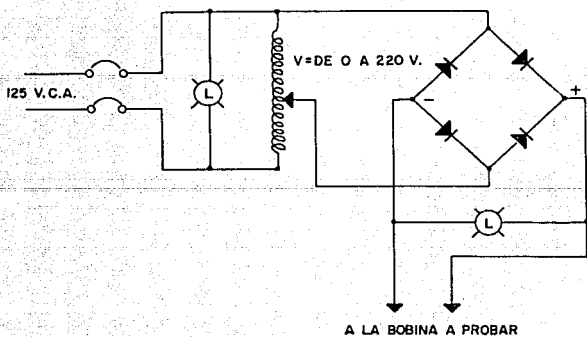 V=DE 0 A 220 V.
125 V.C.A.
L
-
+
L
A LA BOBINA A PROBAR